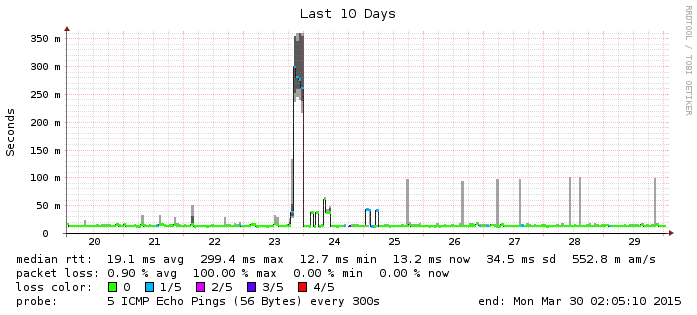 Last 10 Days
RRDTOOL / TOBI OETIKER
Seconds
350 m
300 m
250 m
200 m
150 m
100 m
50 m
0
20 21 22 23 24 25 26 27 28 29
median rtt: 19.1 ms avg 299.4 ms max 12.7 ms min 13.2 ms now 34.5 ms sd 552.8 m am/s
packet loss: 0.90 % avg 100.00 % max 0.00 % min 0.00 % now
loss color: 0 1/5 2/5 3/5 4/5
probe: 5 ICMP Echo Pings (56 Bytes) every 300s end: Mon Mar 30 02:05:10 2015